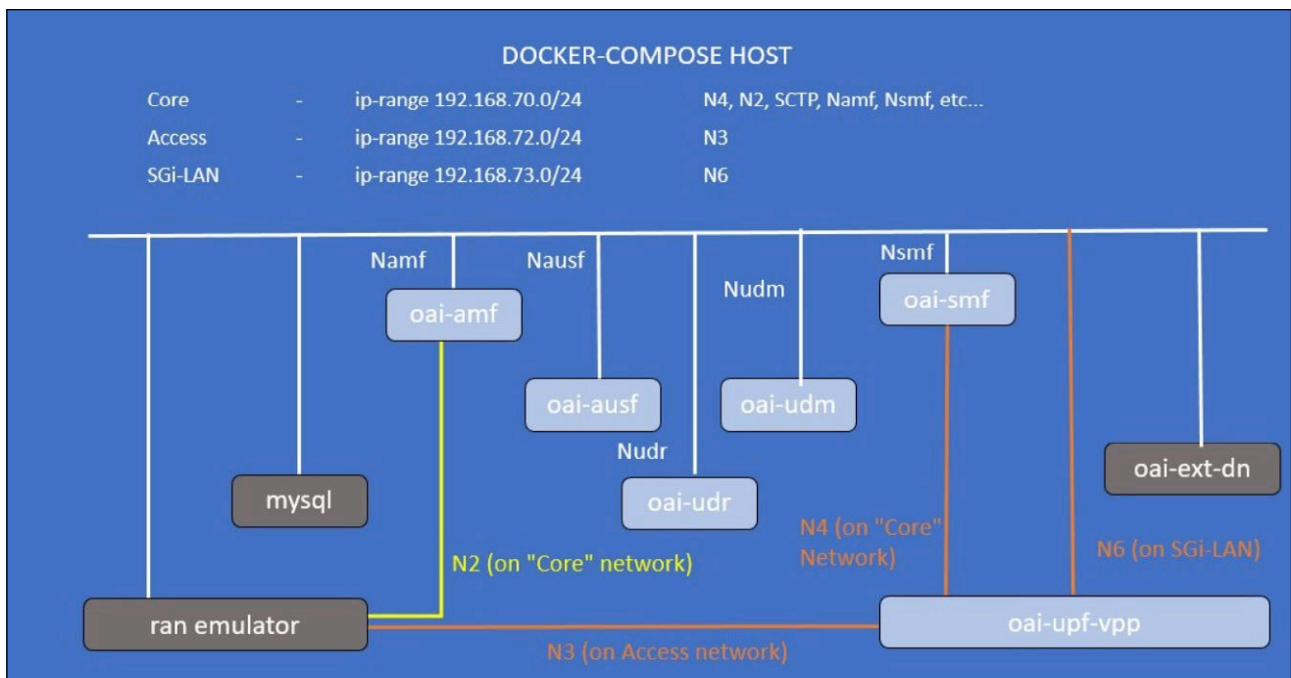 DOCKER-COMPOSE HOST
Core - ip-range 192.168.70.0/24 N4, N2, SCTP, Namf, Nsmf, etc...
Access - ip-range 192.168.72.0/24 N3
SGi-LAN - ip-range 192.168.73.0/24 N6
Namf
Nausf
Nudm
Nsmf
oai-amf
oai-smf
oai-ausf
oai-udm
Nudr
oai-ext-dn
mysql
oai-udr
N4 (on "Core"
Network)
N6 (on SGi-LAN)
N2 (on "Core" network)
ran emulator
oai-upf-vpp
N3 (on Access network)